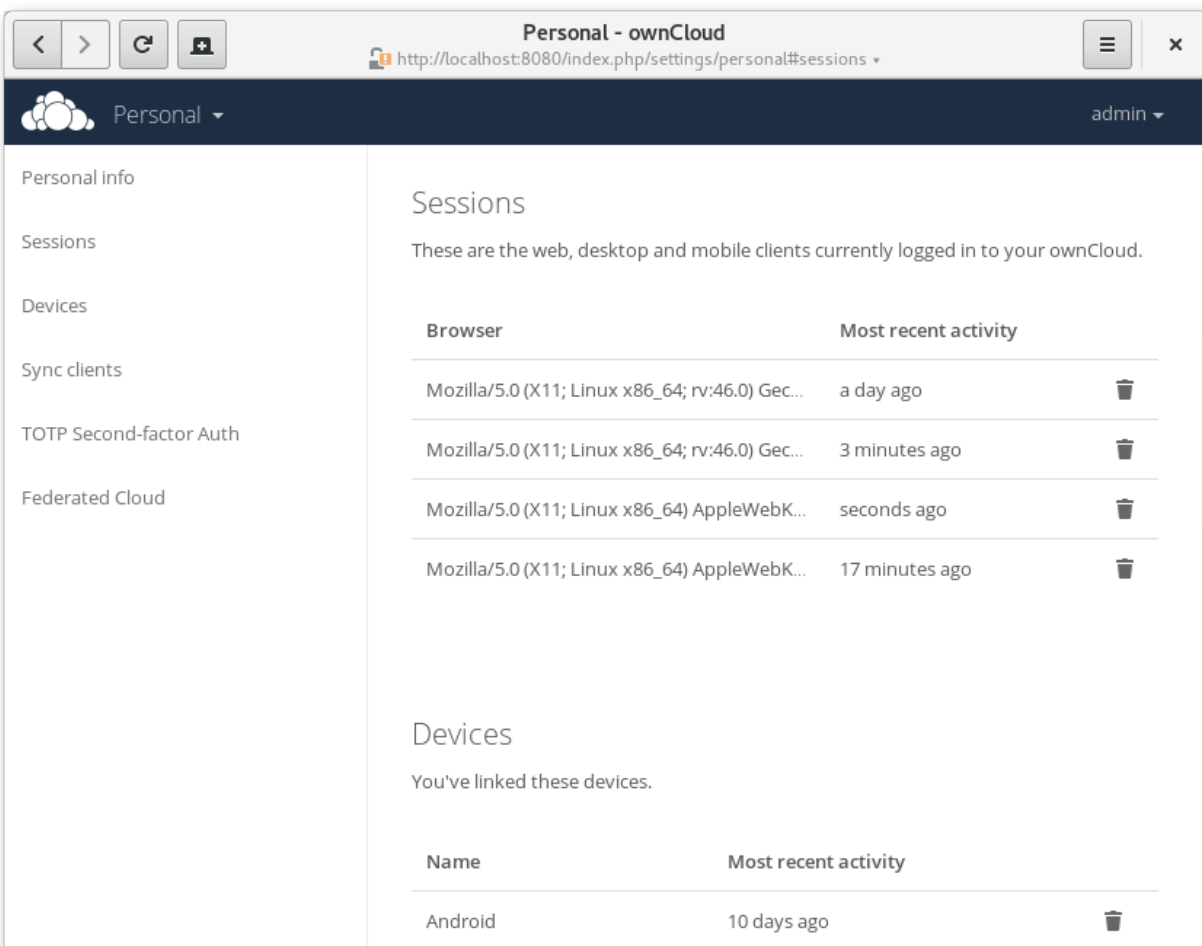 Personal - ownCloud
http://localhost:8080/index.php/settings/personal#sessions
Personal
admin
Personal info
Sessions
Devices
Sync clients
TOTP Second-factor Auth
Federated Cloud
Sessions
These are the web, desktop and mobile clients currently logged in to your ownCloud.
Browser Most recent activity
Mozilla/5.0 (X11; Linux x86_64; rv:46.0) Gec... a day ago
Mozilla/5.0 (X11; Linux x86_64; rv:46.0) Gec... 3 minutes ago
Mozilla/5.0 (X11; Linux x86_64) AppleWebK... seconds ago
Mozilla/5.0 (X11; Linux x86_64) AppleWebK... 17 minutes ago
Devices
You've linked these devices.
Name Most recent activity
Android 10 days ago